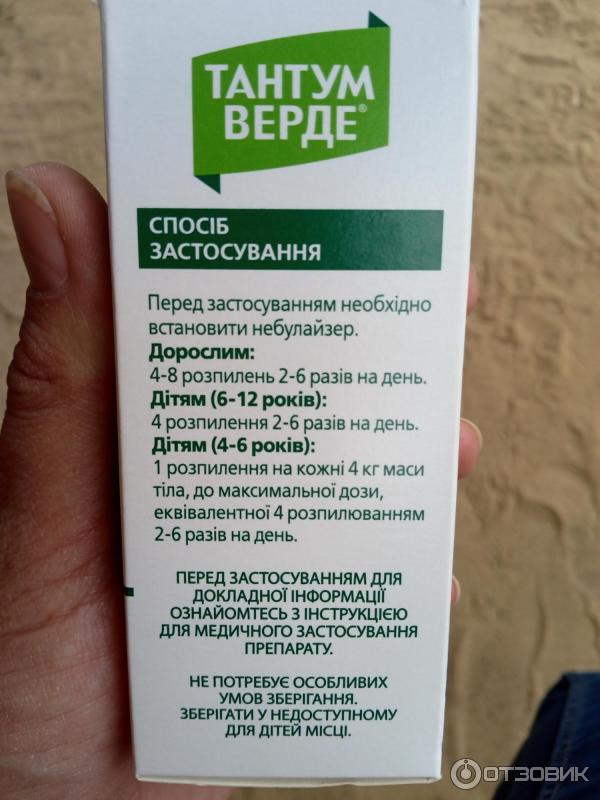 ТАНТУМ
ВЕРДЕ®
СПОСІБ
ЗАСТОСУВАННЯ
Перед застосуванням необхідно
встановити небулайзер.
Дорослим:
4-8 розпилень 2-6 разів на день.
Дітям (6-12 років):
4 розпилення 2-6 разів на день.
Дітям (4-6 років):
1 розпилення на кожні 4 кг маси
тіла, до максимальної дози,
еквівалентної 4 розпилюванням
2-6 разів на день.
ПЕРЕД ЗАСТОСУВАННЯМ ДЛЯ
ДОКЛАДНОЇ ІНФОРМАЦІЇ
ОЗНАЙОМТЕСЬ З ІНСТРУКЦІЄЮ
ДЛЯ МЕДИЧНОГО ЗАСТОСУВАННЯ
ПРЕПАРАТУ.
НЕ ПОТРЕБУЄ ОСОБЛИВИХ
УМОВ ЗБЕРІГАННЯ.
ЗБЕРІГАТИ У НЕДОСТУПНОМУ
ДЛЯ ДІТЕЙ МІСЦІ.
ОТЗОВИК